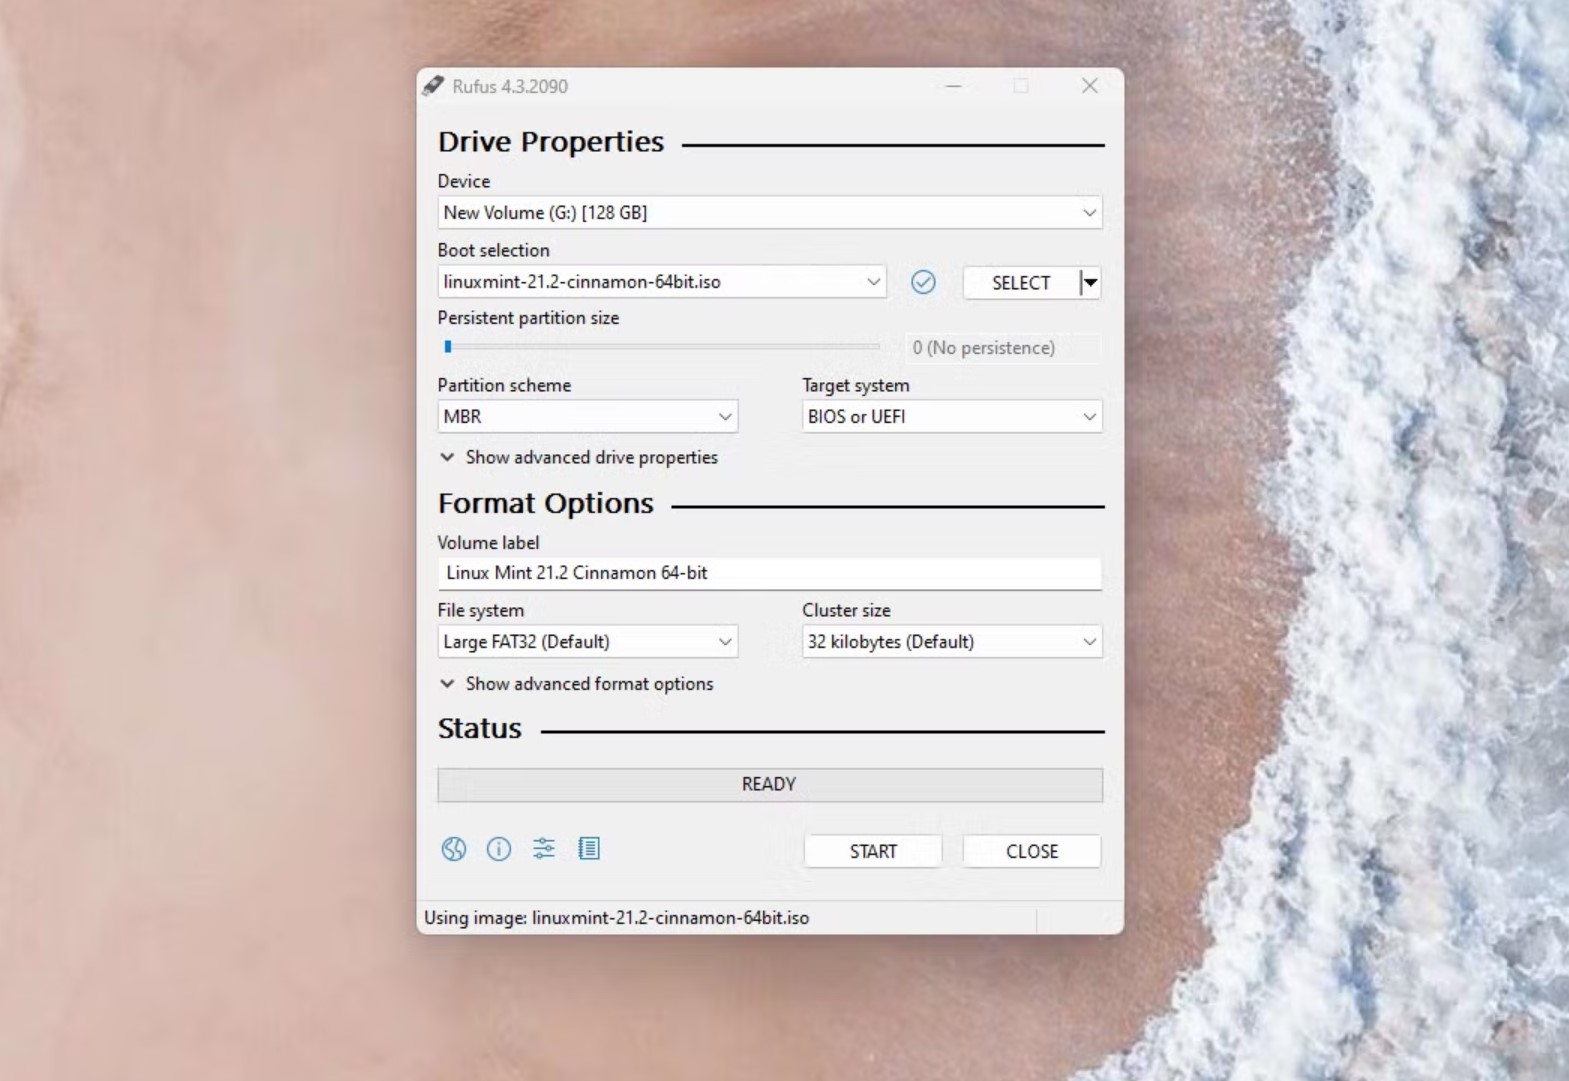 Rufus 4.3.2090
Drive Properties
Device
New Volume (G:) [128 GB]
Boot selection
linuxmint-21.2-cinnamon-64bit.iso
SELECT
Persistent partition size
0 (No persistence)
Partition scheme
Target system
MBR
BIOS or UEFI
Show advanced drive properties
Format Options
Volume label
Linux Mint 21.2 Cinnamon 64-bit
File system
Cluster size
Large FAT32 (Default)
32 kilobytes (Default)
Show advanced format options
Status
READY
START
CLOSE
Using image: linuxmint-21.2-cinnamon-64bit.iso